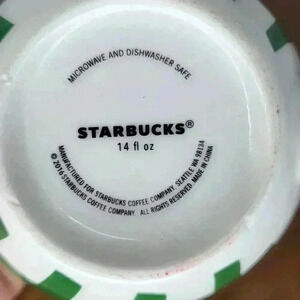 MICROWAVE AND DISHWASHER SAFE
STARBUCKS®
14 fl oz
MANUFACTURED FOR STARBUCKS COFFEE COMPANY, SEATTLE WA 98134
© 2016 STARBUCKS COFFEE COMPANY. ALL RIGHTS RESERVED. MADE IN CHINA